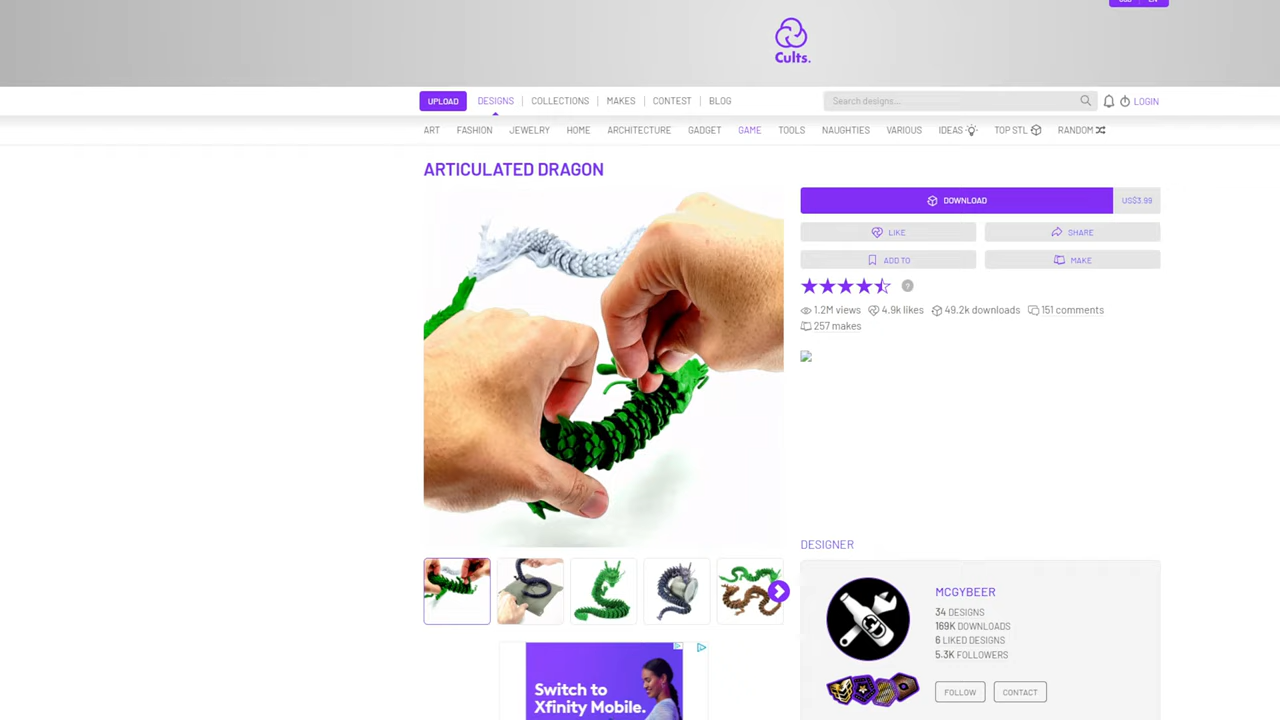 Cults.
UPLOAD
DESIGNS
COLLECTIONS
MAKES
CONTEST
BLOG
Search designs...
LOGIN
ART
FASHION
JEWELRY
HOME
ARCHITECTURE
GADGET
GAME
TOOLS
NAUGHTIES
VARIOUS
IDEAS
TOP STL
RANDOM
ARTICULATED DRAGON
DOWNLOAD
US$3.99
LIKE
SHARE
ADD TO
MAKE
?
1.2M views
4.9k likes
49.2k downloads
151 comments
257 makes
DESIGNER
MCGYBEER
34 DESIGNS
169K DOWNLOADS
6 LIKED DESIGNS
5.3K FOLLOWERS
FOLLOW
CONTACT
Switch to
Xfinity Mobile.